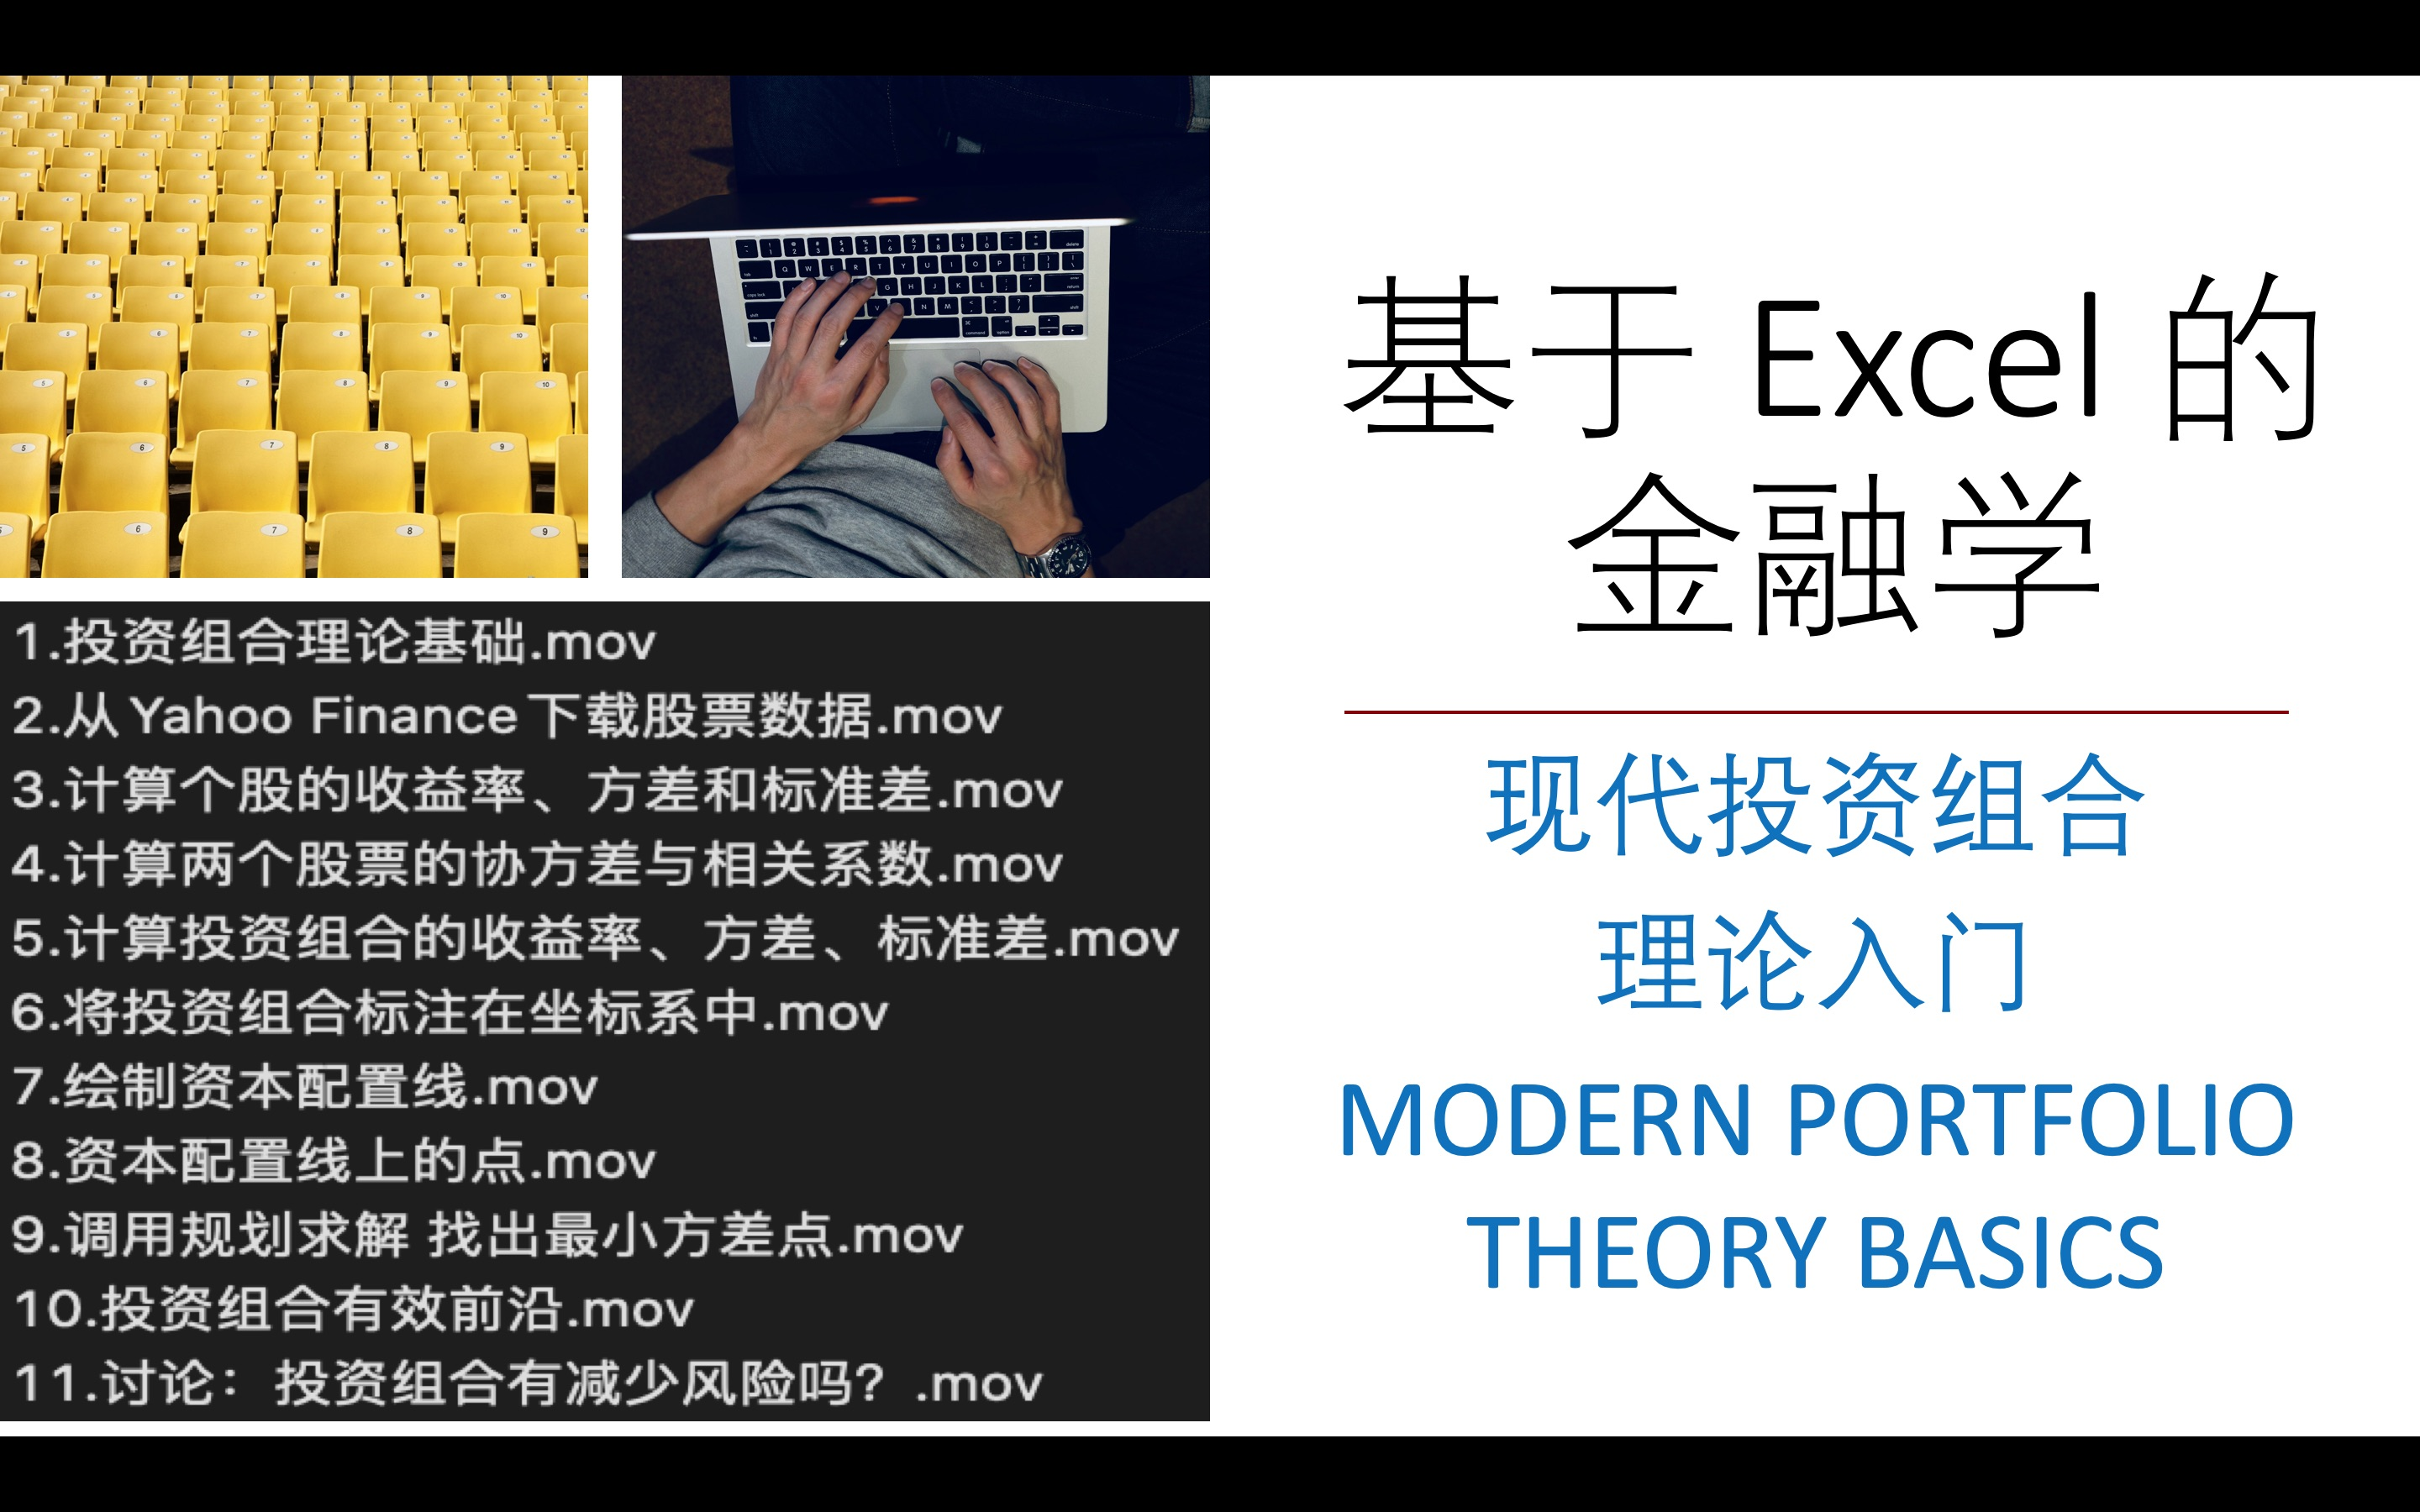 基于 Excel 的
金融学
现代投资组合
理论入门
MODERN PORTFOLIO
THEORY BASICS
1.投资组合理论基础.mov
2.从 Yahoo Finance 下载股票数据.mov
3.计算个股的收益率、方差和标准差.mov
4.计算两个股票的协方差与相关系数.mov
5.计算投资组合的收益率、方差、标准差.mov
6.将投资组合标注在坐标系中.mov
7.绘制资本配置线.mov
8.资本配置线上的点.mov
9.调用规划求解 找出最小方差点.mov
10.投资组合有效前沿.mov
11.讨论：投资组合有减少风险吗？.mov